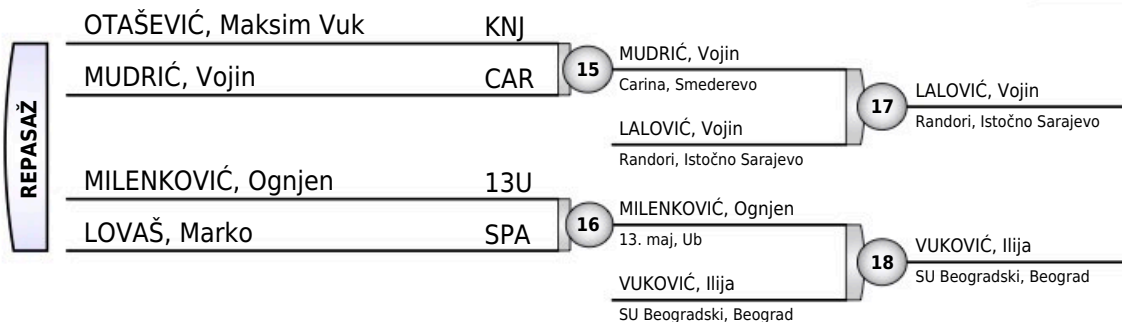 REPASAŽ
OTAŠEVIĆ, Maksim Vuk KNJ
MUDRIĆ, Vojin CAR
15
MUDRIĆ, Vojin
Carina, Smederevo
LALOVIĆ, Vojin
Randori, Istočno Sarajevo
17
LALOVIĆ, Vojin
Randori, Istočno Sarajevo
MILENKOVIĆ, Ognjen 13U
LOVAŠ, Marko SPA
16
MILENKOVIĆ, Ognjen
13. maj, Ub
VUKOVIĆ, Ilija
SU Beogradski, Beograd
18
VUKOVIĆ, Ilija
SU Beogradski, Beograd